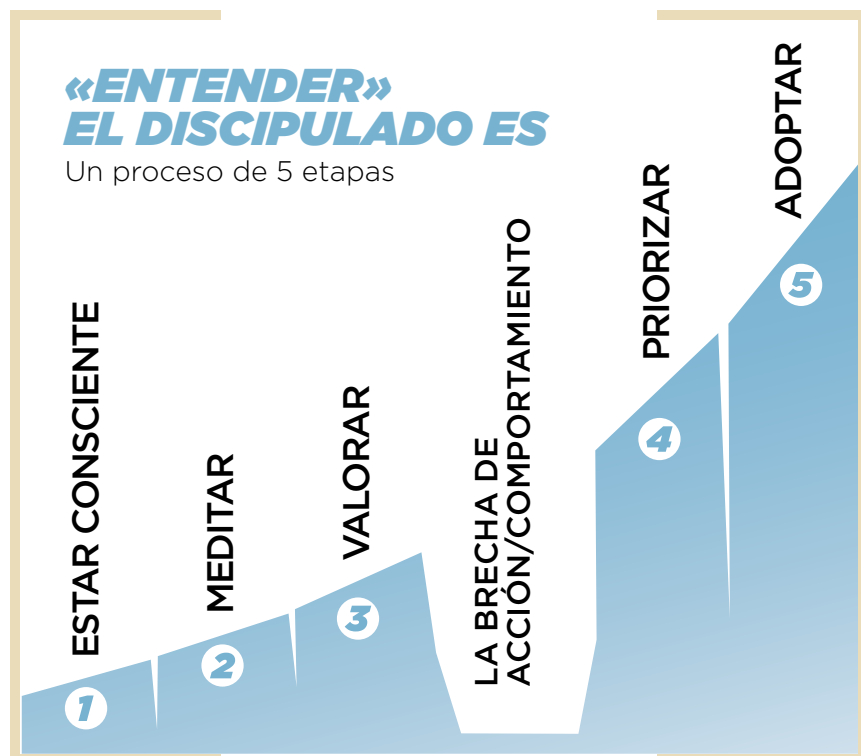 «ENTENDER»
EL DISCIPULADO ES
Un proceso de 5 etapas
ESTAR CONSCIENTE
1
MEDITAR
2
VALORAR
3
LA BRECHA DE
ACCIÓN/COMPORTAMIENTO
PRIORIZAR
4
ADOPTAR
5